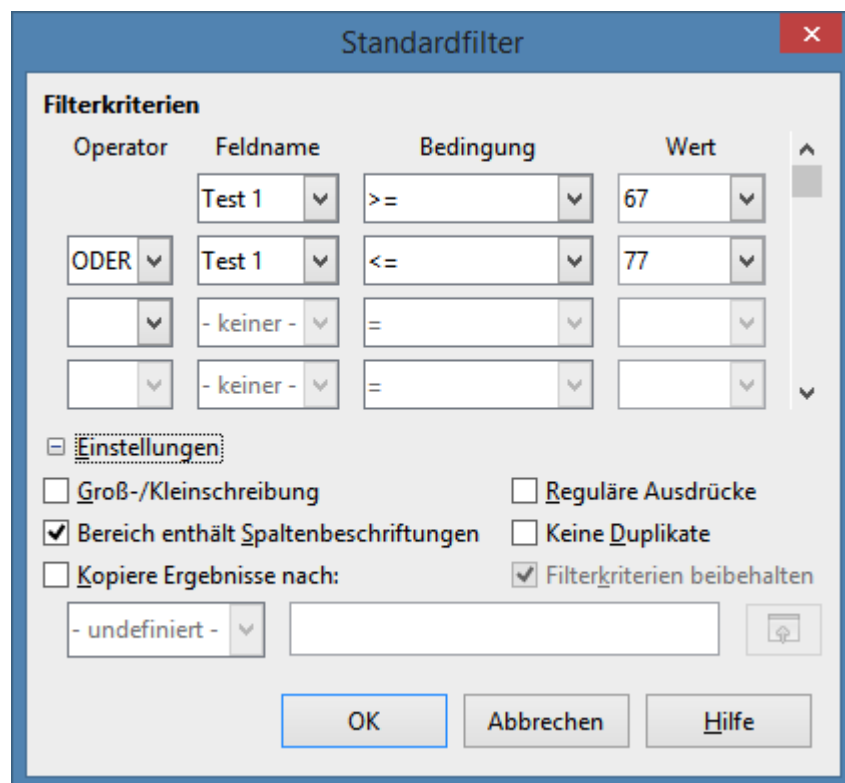 Standardfilter
Filterkriterien
Operator Feldname Bedingung Wert
Test 1 >= 67
ODER Test 1 <= 77
- keiner - =
- keiner - =
Einstellungen
Groß-/Kleinschreibung Reguläre Ausdrücke
Bereich enthält Spaltenbeschriftungen Keine Duplikate
Kopiere Ergebnisse nach: Filterkriterien beibehalten
- undefiniert -
OK Abbrechen Hilfe